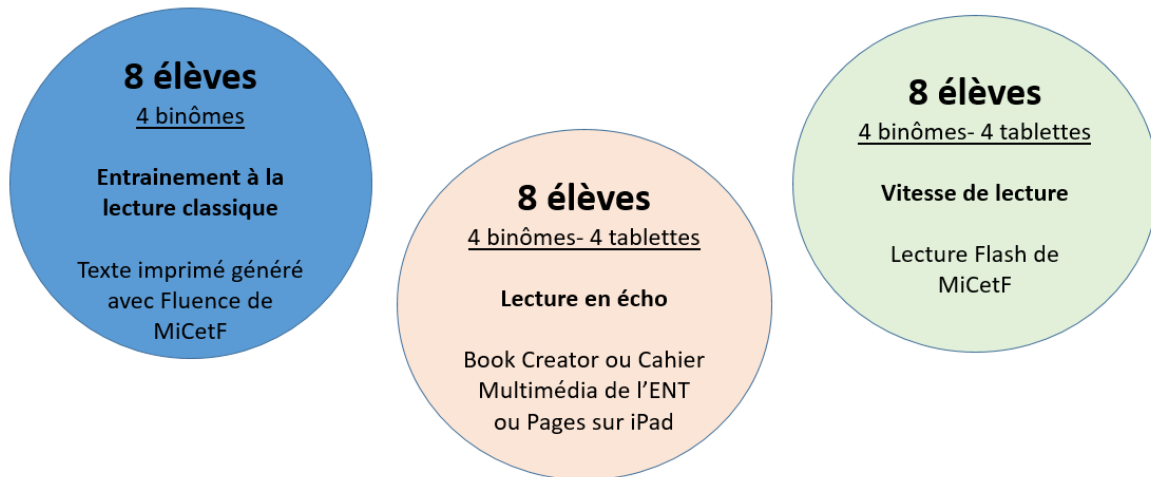 8 élèves
4 binômes
Entrainement à la
lecture classique
Texte imprimé généré
avec Fluence de
MiCetF
8 élèves
4 binômes- 4 tablettes
Lecture en écho
Book Creator ou Cahier
Multimédia de l'ENT
ou Pages sur iPad
8 élèves
4 binômes- 4 tablettes
Vitesse de lecture
Lecture Flash de
MiCetF